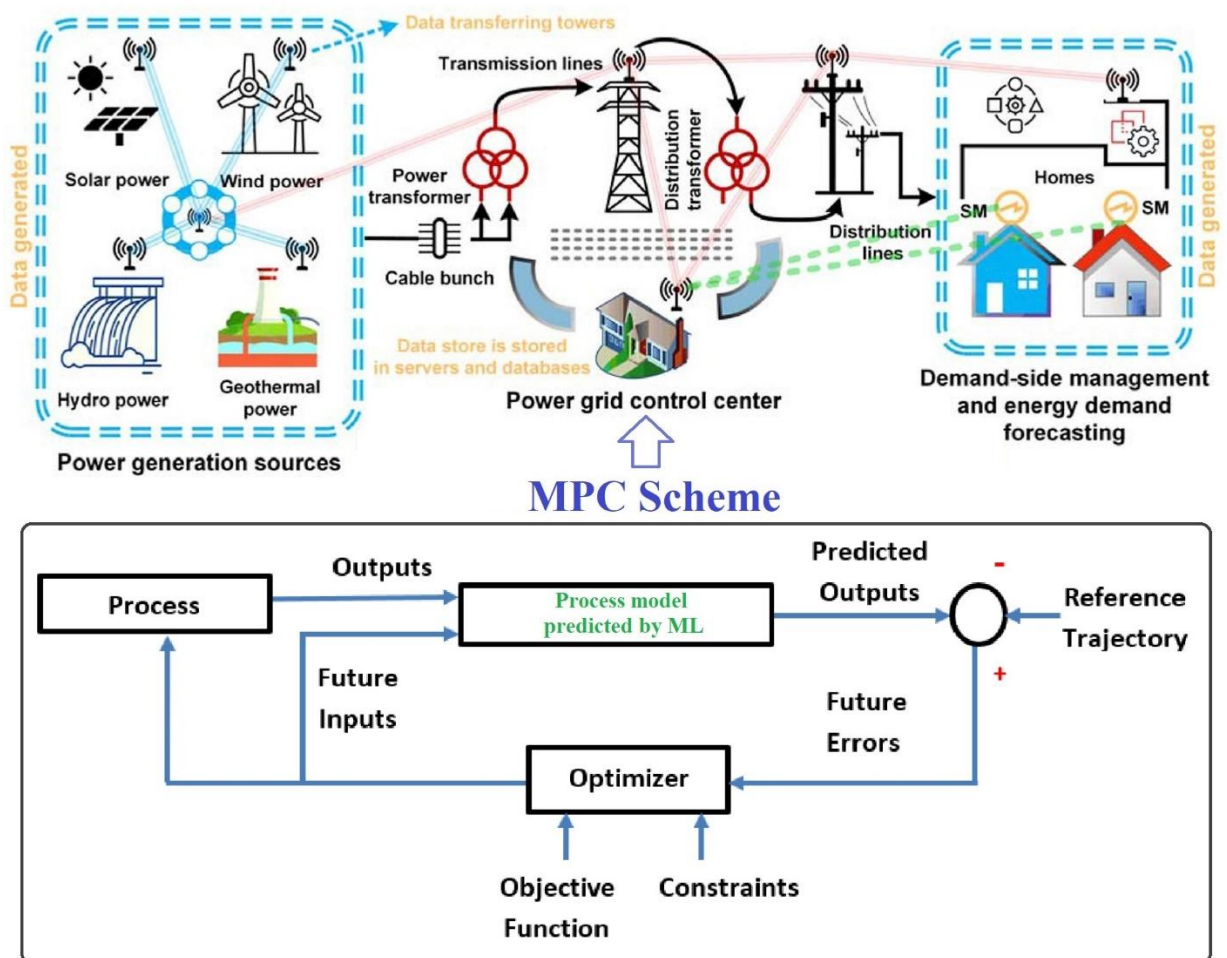 Data transferring towers
Data generated
Solar power
Wind power
Hydro power
Geothermal
power
Power generation sources
Transmission lines
Power
transformer
Cable bunch
Distribution
transformer
Distribution
lines
Data store is stored
in servers and databases
Power grid control center
Homes
SM
SM
Data generated
Demand-side management
and energy demand
forecasting
MPC Scheme
Process
Outputs
Process model
predicted by ML
Predicted
Outputs
-
+
Reference
Trajectory
Future
Inputs
Future
Errors
Optimizer
Objective
Function
Constraints